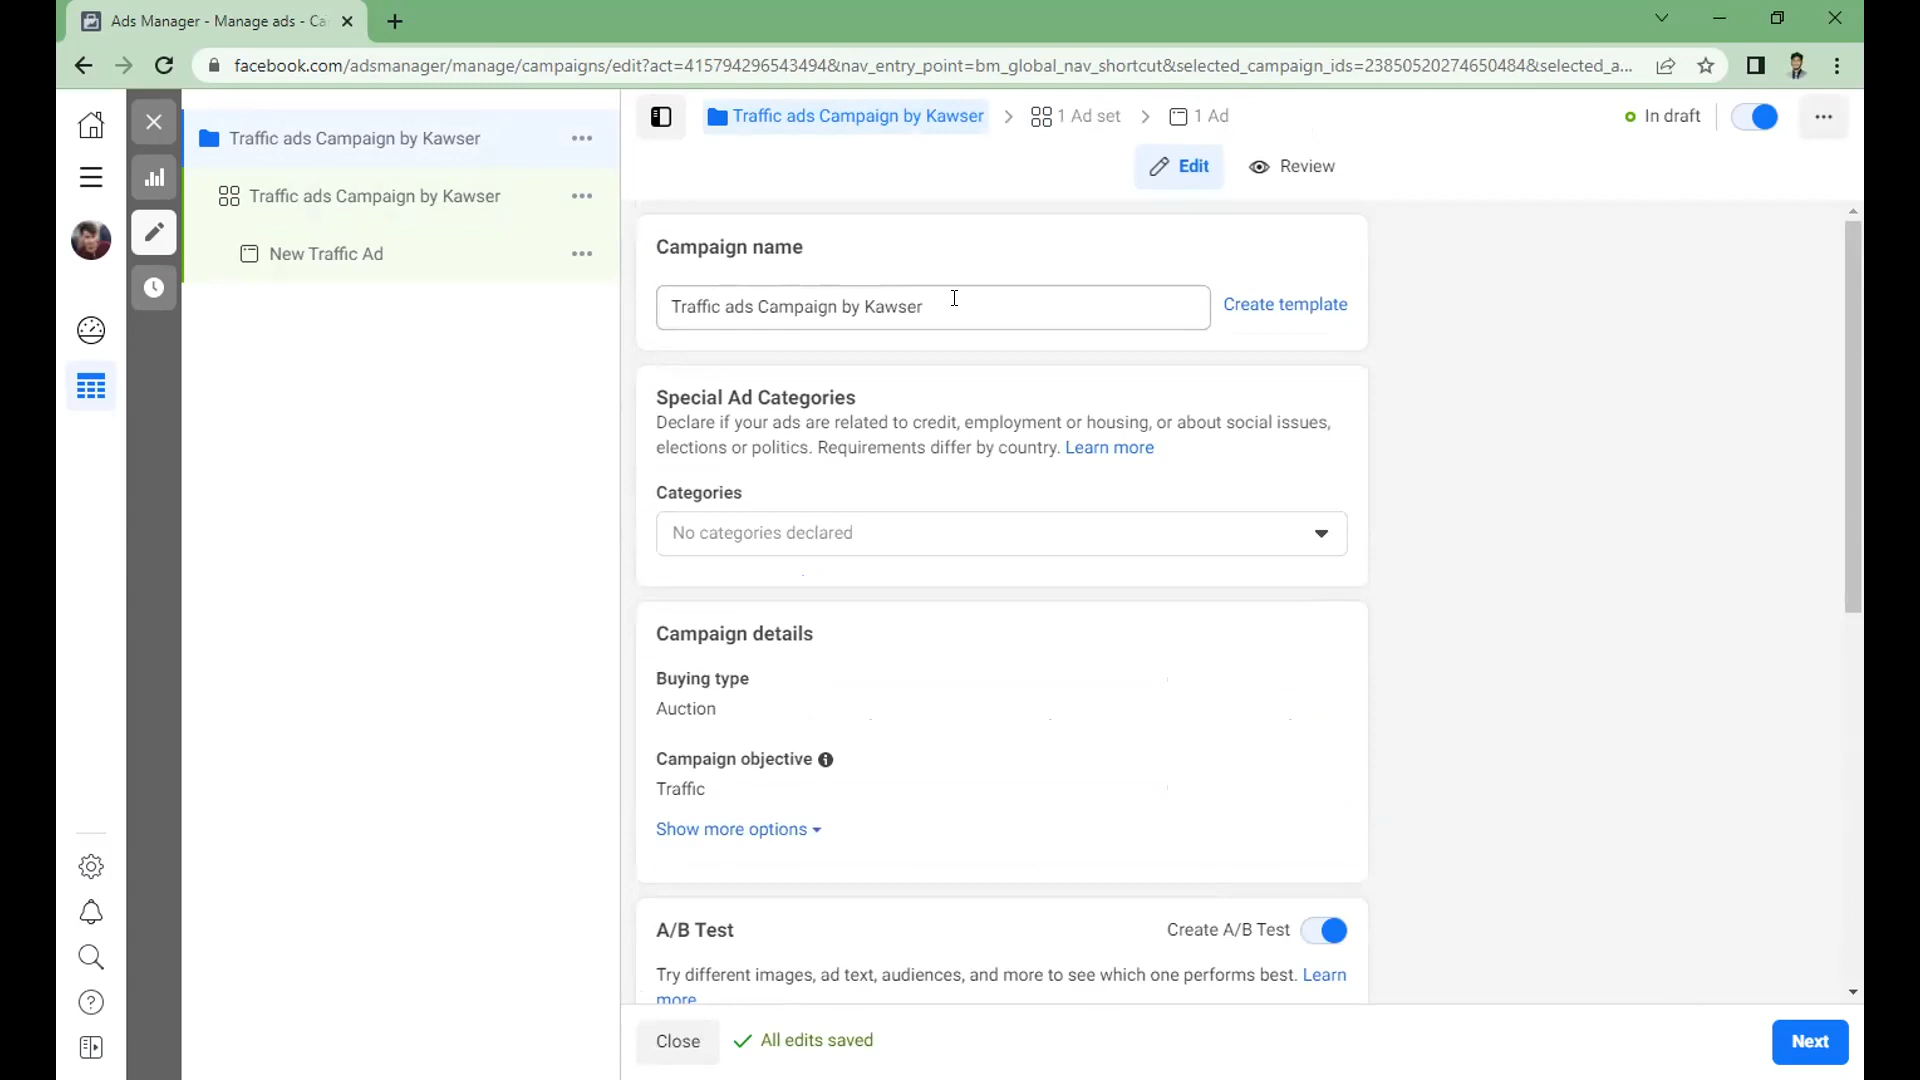 Ads Manager - Manage ads - Ca
facebook.com/adsmanager/manage/campaigns/edit?act=415794296543494&nav_entry_point=bm_global_nav_shortcut&selected_campaign_ids=23850520274650484&selected_a...
Traffic ads Campaign by Kawser
Traffic ads Campaign by Kawser
New Traffic Ad
Traffic ads Campaign by Kawser
1 Ad set
1 Ad
In draft
Edit
Review
Campaign name
Traffic ads Campaign by Kawser
Create template
Special Ad Categories
Declare if your ads are related to credit, employment or housing, or about social issues,
elections or politics. Requirements differ by country. Learn more
Categories
No categories declared
Campaign details
Buying type
Auction
Campaign objective
Traffic
Show more options
A/B Test
Create A/B Test
Try different images, ad text, audiences, and more to see which one performs best. Learn
more
Close
All edits saved
Next